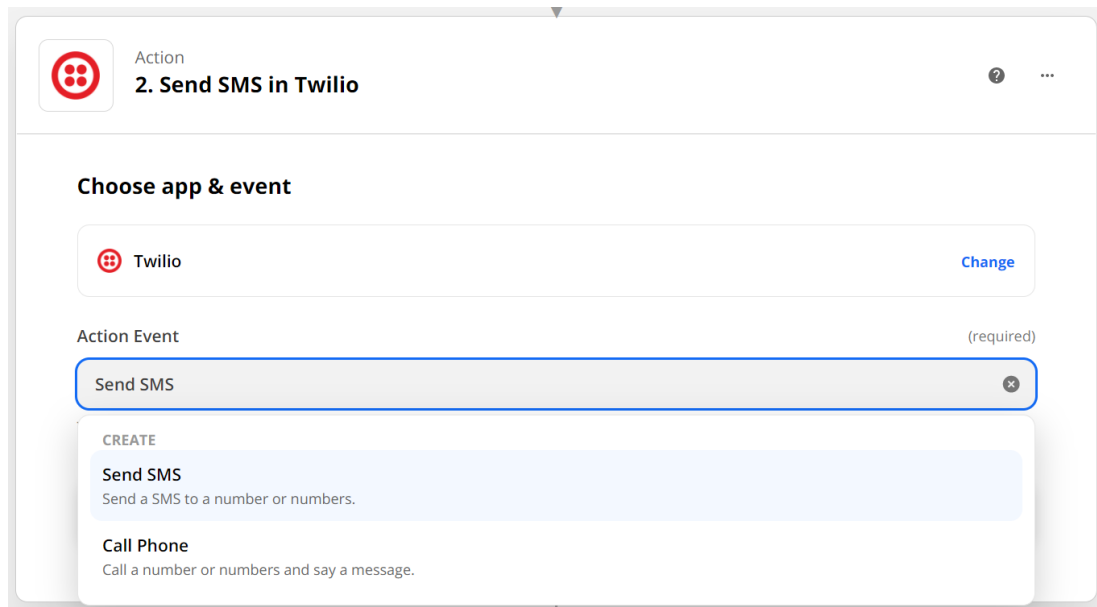 Action
2. Send SMS in Twilio
Choose app & event
Twilio
Change
Action Event
(required)
Send SMS
CREATE
Send SMS
Send a SMS to a number or numbers.
Call Phone
Call a number or numbers and say a message.